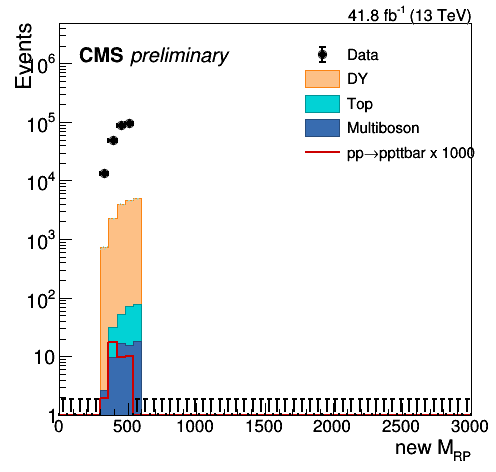 41.8 fb⁻¹ (13 TeV)
Events
CMS preliminary
Data
DY
Top
Multiboson
pp→ppttbar x 1000
10⁶
10⁵
10⁴
10³
10²
10
1
0 500 1000 1500 2000 2500 3000
new M_RP